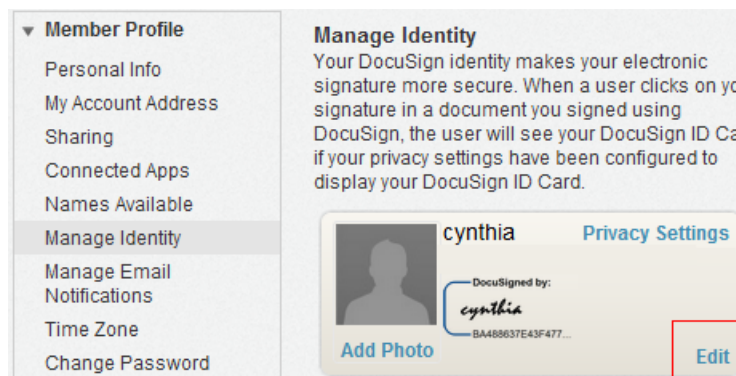 Member Profile
Personal Info
My Account Address
Sharing
Connected Apps
Names Available
Manage Identity
Manage Email
Notifications
Time Zone
Change Password
Manage Identity
Your DocuSign identity makes your electronic
signature more secure. When a user clicks on
signature in a document you signed using
DocuSign, the user will see your DocuSign ID
if your privacy settings have been configured to
display your DocuSign ID Card.
cynthia
Privacy Settings
DocuSigned by:
cynthia
BA488637E43F477...
Add Photo
Edit